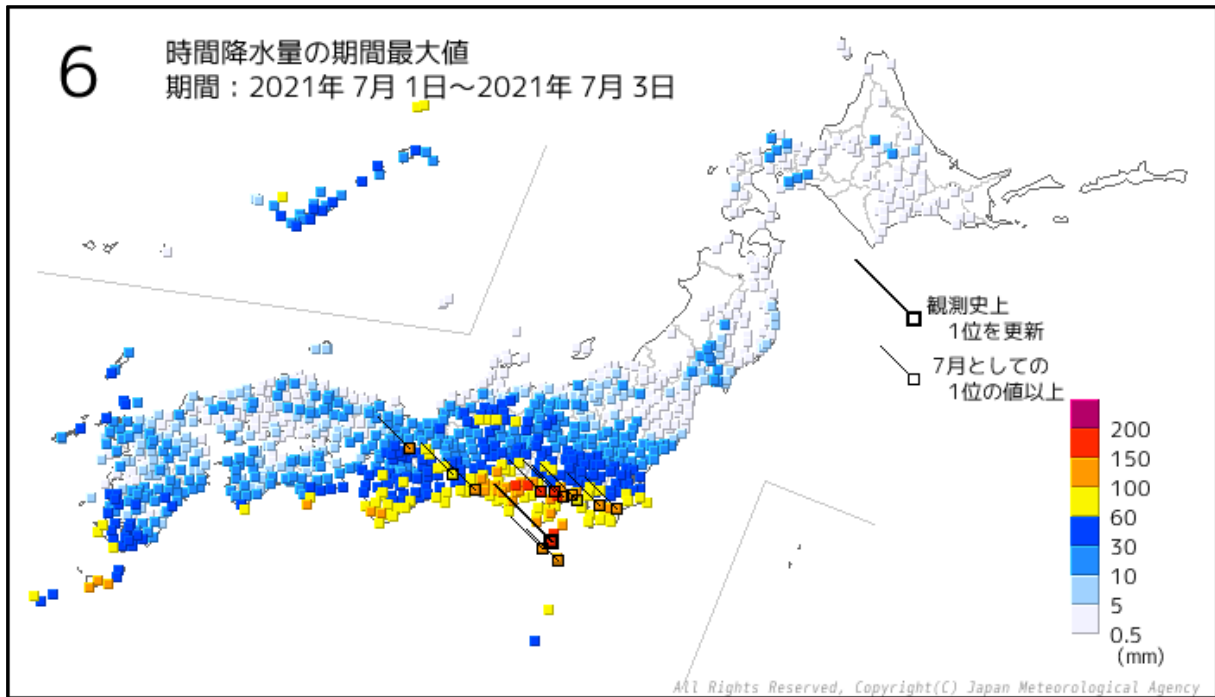 6
時間降水量の期間最大値
期間：2021年 7月 1日～2021年 7月 3日
観測史上
1位を更新
7月としての
1位の値以上
200
150
100
60
30
10
5
0.5
(mm)
All Rights Reserved, Copyright(C) Japan Meteorological Agency